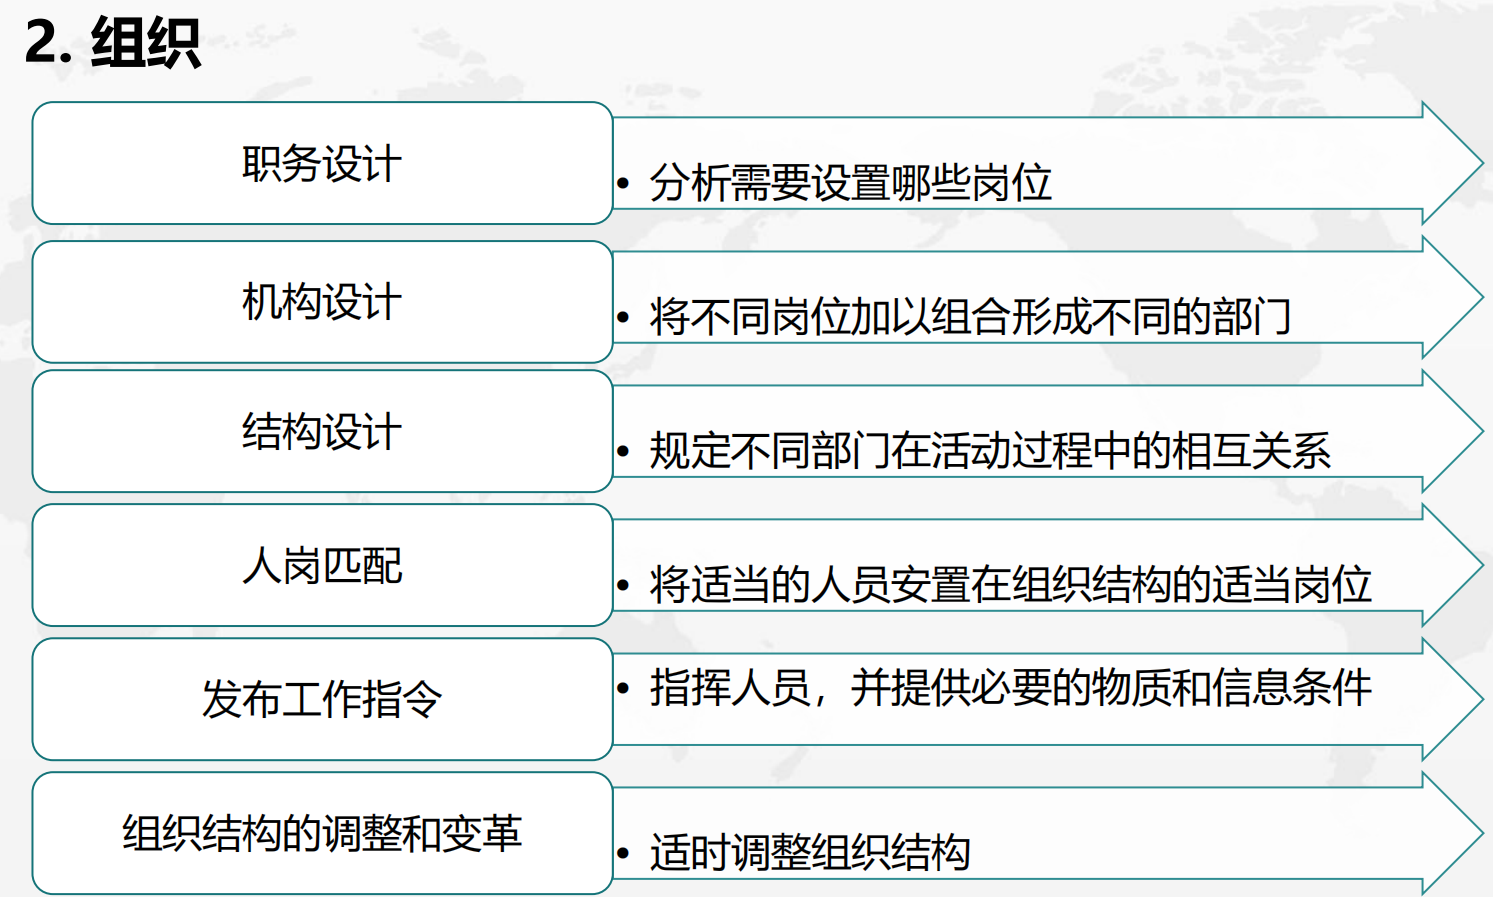 2. 组织
职务设计
• 分析需要设置哪些岗位
机构设计
• 将不同岗位加以组合形成不同的部门
结构设计
• 规定不同部门在活动过程中的相互关系
人岗匹配
• 将适当的人员安置在组织结构的适当岗位
发布工作指令
• 指挥人员，并提供必要的物质和信息条件
组织结构的调整和变革
• 适时调整组织结构